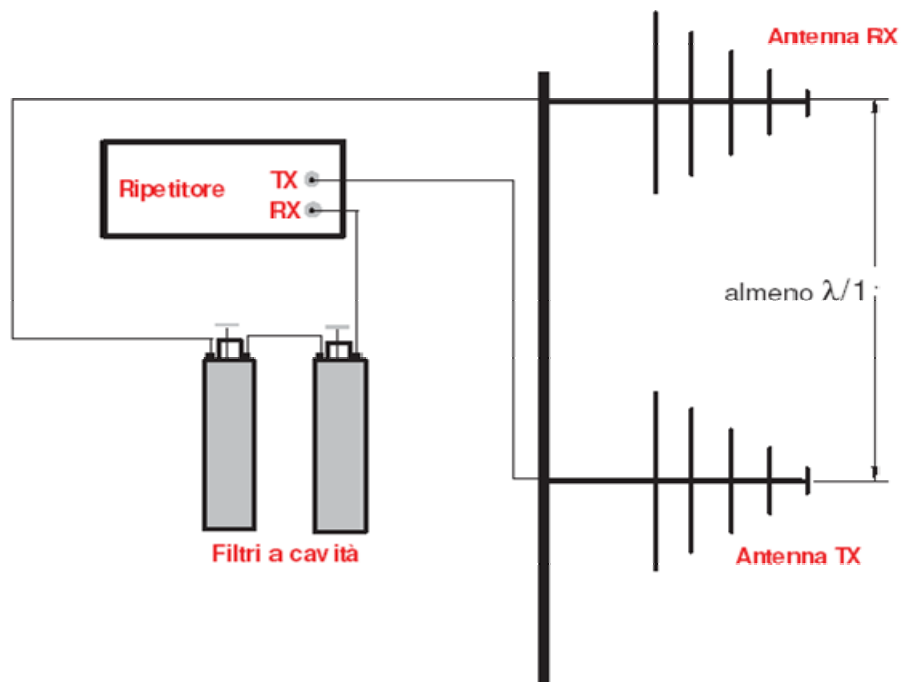 Antenna RX
Ripetitore
TX
RX
almeno λ/1
Filtri a cavità
Antenna TX